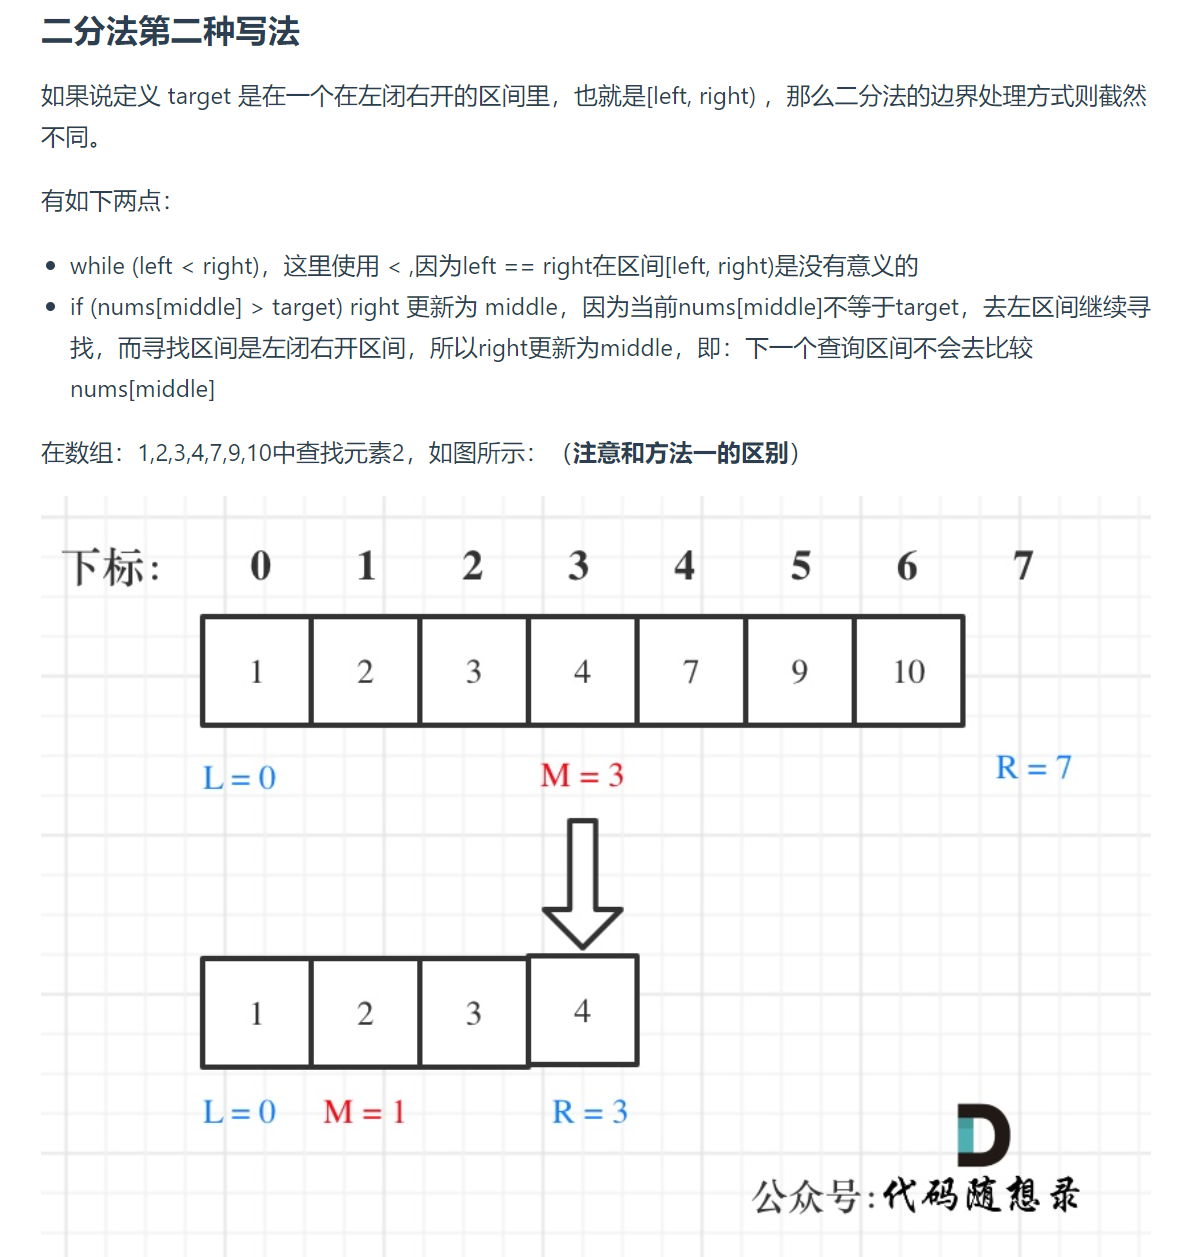 二分法第二种写法
如果说定义 target 是在一个在左闭右开的区间里，也就是[left, right) ，那么二分法的边界处理方式则截然
不同。
有如下两点：
while (left < right)，这里使用 < ,因为left == right在区间[left, right)是没有意义的
if (nums[middle] > target) right 更新为 middle，因为当前nums[middle]不等于target，去左区间继续寻
找，而寻找区间是左闭右开区间，所以right更新为middle，即：下一个查询区间不会去比较
nums[middle]
在数组：1,2,3,4,7,9,10中查找元素2，如图所示：（注意和方法一的区别）
下标: 0 1 2 3 4 5 6 7
1 2 3 4 7 9 10
L = 0 M = 3 R = 7
1 2 3 4
L = 0 M = 1 R = 3
公众号:代码随想录